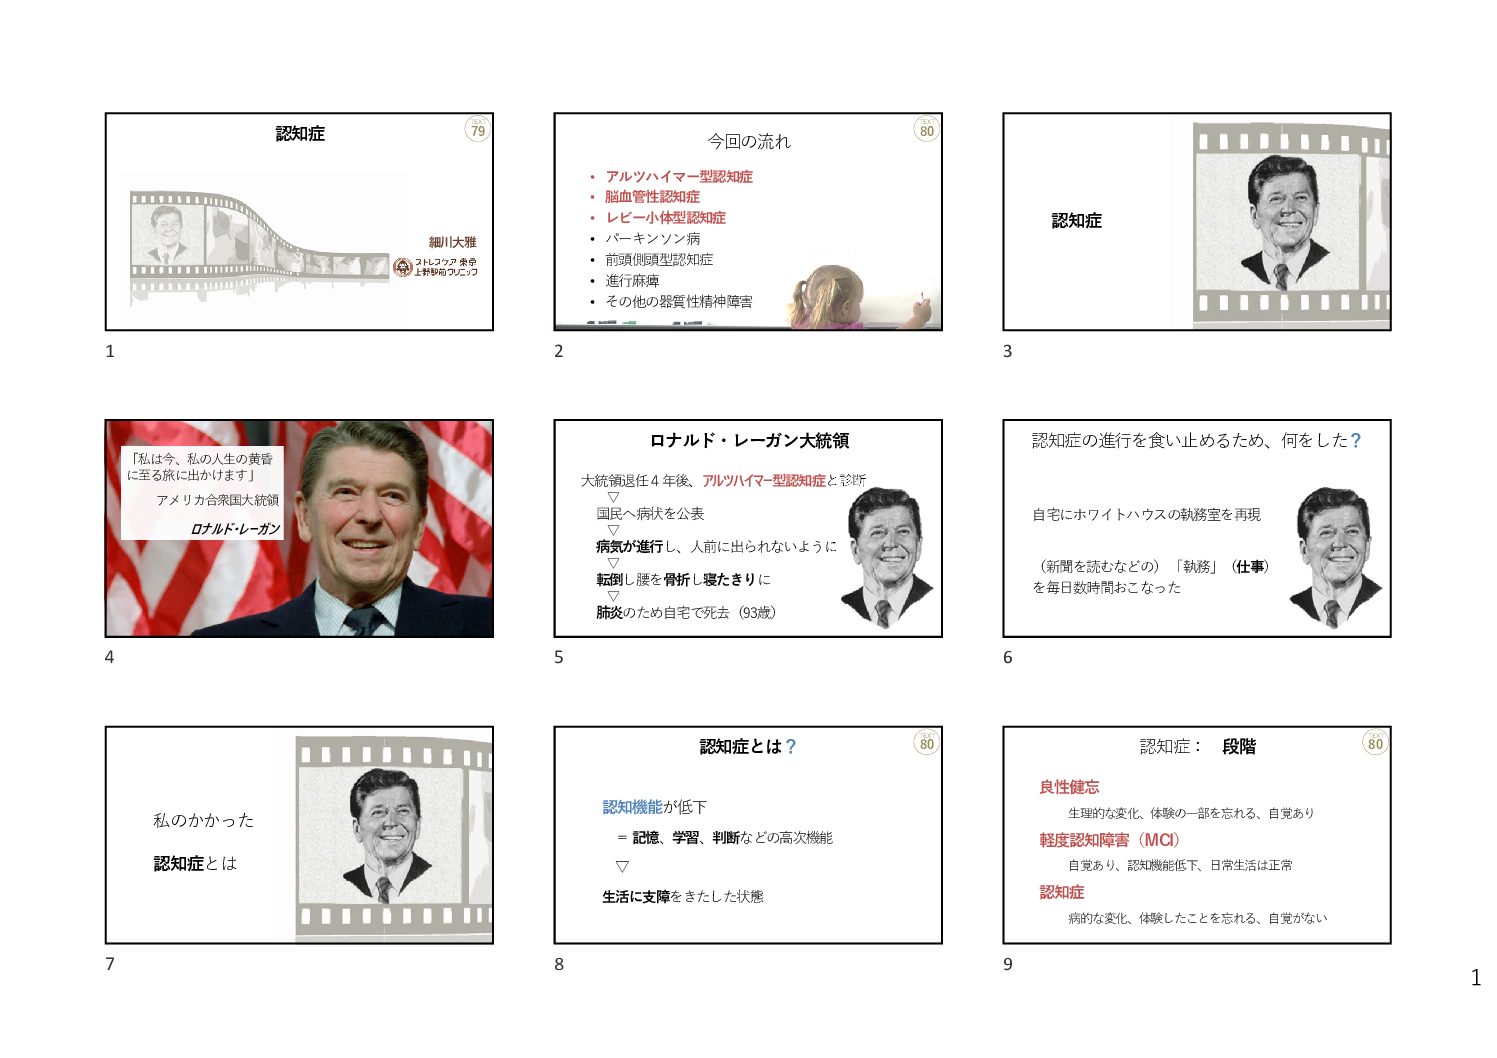 認知症
TEXT
79
細川大雅
ストレスケア 東京
上野駅前クリニック
1
今回の流れ
TEXT
80
• アルツハイマー型認知症
• 脳血管性認知症
• レビー小体型認知症
• パーキンソン病
• 前頭側頭型認知症
• 進行麻痺
• その他の器質性精神障害
2
認知症
3
「私は今、私の人生の黄昏
に至る旅に出かけます」
アメリカ合衆国大統領
ロナルド・レーガン
4
ロナルド・レーガン大統領
大統領退任４年後、アルツハイマー型認知症と診断
▽
国民へ病状を公表
▽
病気が進行し、人前に出られないように
▽
転倒し腰を骨折し寝たきりに
▽
肺炎のため自宅で死去（93歳）
5
認知症の進行を食い止めるため、何をした？
自宅にホワイトハウスの執務室を再現
（新聞を読むなどの）「執務」（仕事）
を毎日数時間おこなった
6
私のかかった
認知症とは
7
認知症とは？
TEXT
80
認知機能が低下
＝ 記憶、学習、判断などの高次機能
▽
生活に支障をきたした状態
8
認知症： 段階
TEXT
80
良性健忘
生理的な変化、体験の一部を忘れる、自覚あり
軽度認知障害（MCI）
自覚あり、認知機能低下、日常生活は正常
認知症
病的な変化、体験したことを忘れる、自覚がない
9
1